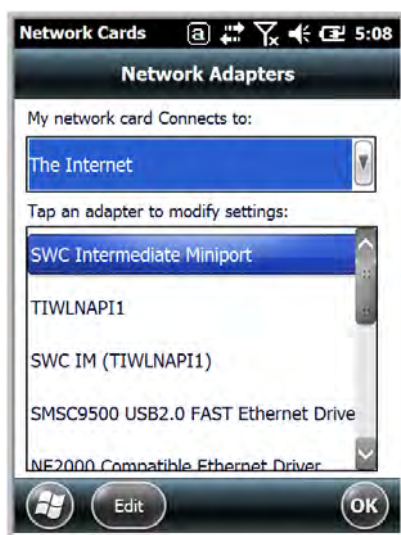 Network Cards a 5:08
Network Adapters
My network card Connects to:
The Internet
Tap an adapter to modify settings:
SWC Intermediate Miniport
TIWLNAPI1
SWC IM (TIWLNAPI1)
SMSC9500 USB2.0 FAST Ethernet Drive
NE2000 Compatible Ethernet Driver
Edit OK